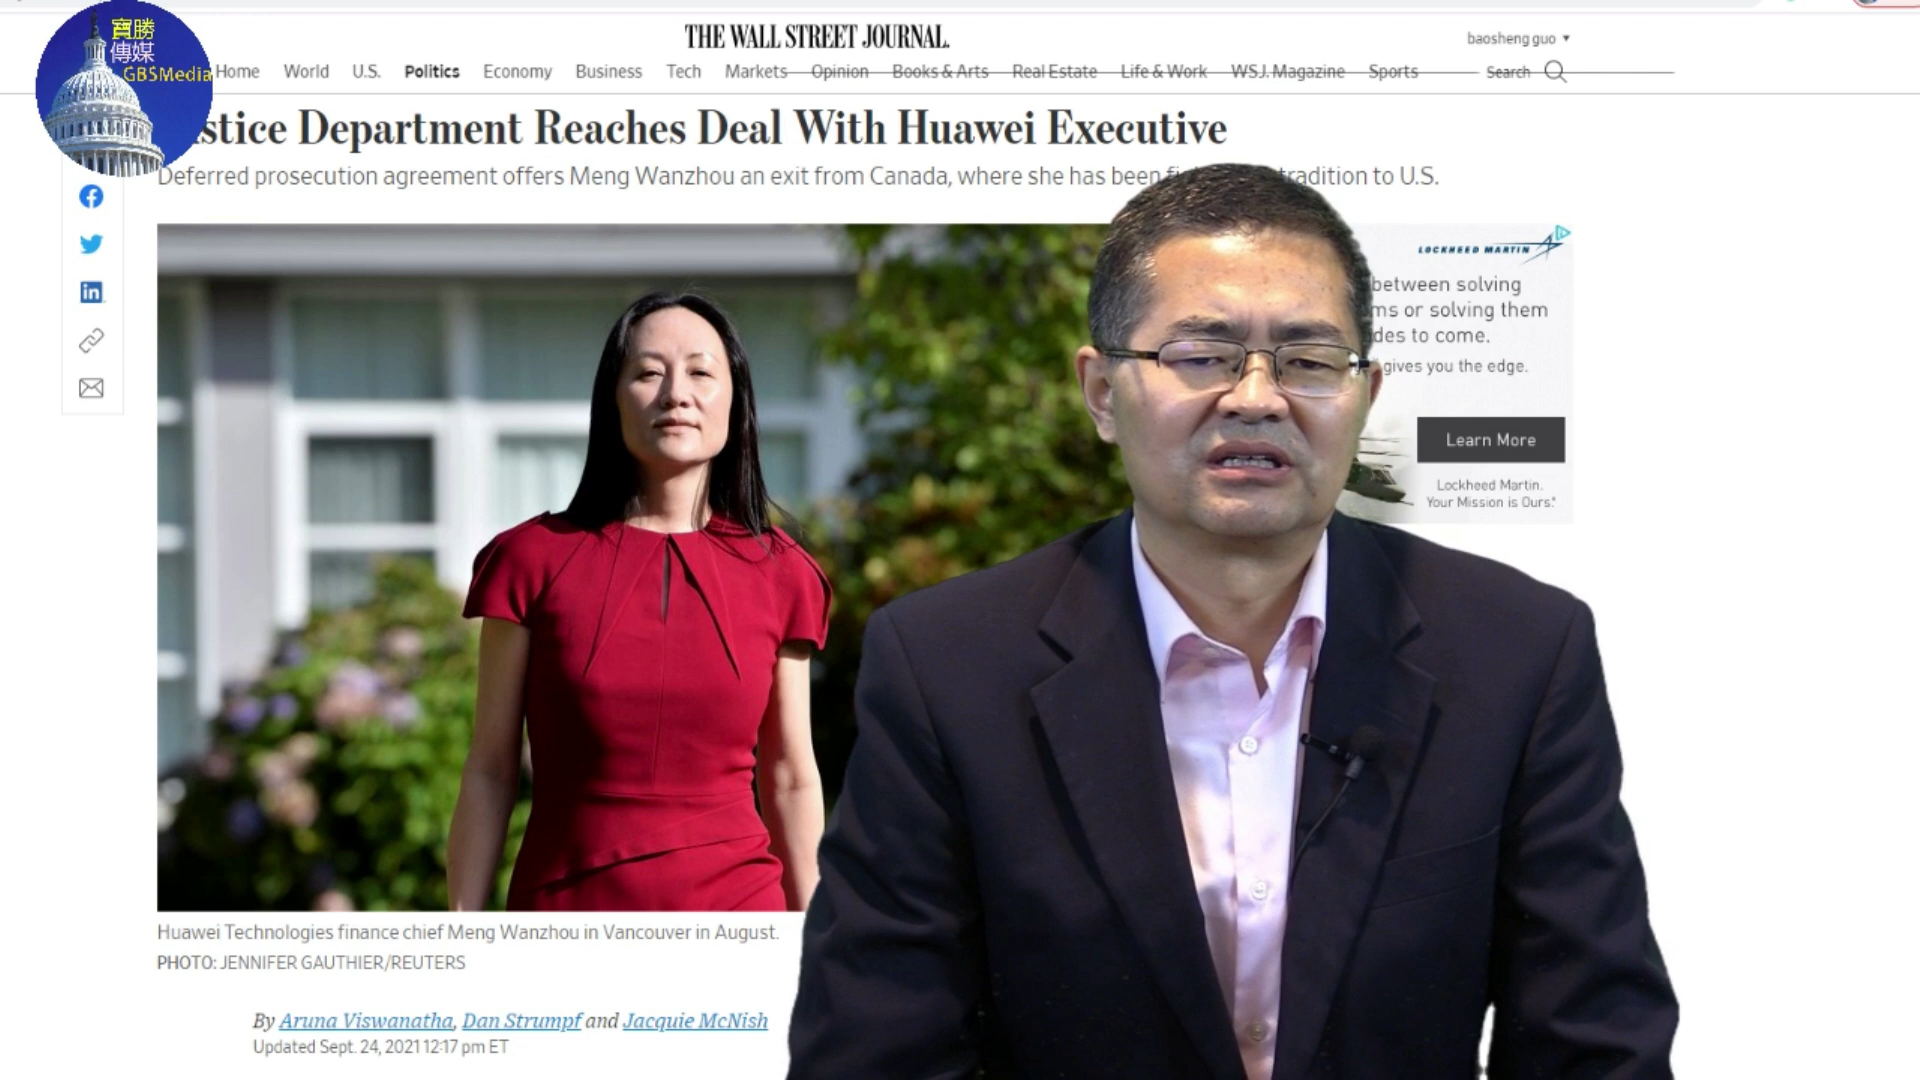 寶勝
傳媒
GBSMedia
THE WALL STREET JOURNAL.
baosheng guo
Home World U.S. Politics Economy Business Tech Markets Opinion Books & Arts Real Estate Life & Work WSJ. Magazine Sports Search
Department Reaches Deal With Huawei Executive
Deferred prosecution agreement offers Meng Wanzhou an exit from Canada, where she has been to U.S.
LOCKHEED MARTIN
between solving
or solving them
to come.
gives you the edge.
Learn More
Lockheed Martin.
Your Mission is Ours.®
Huawei Technologies finance chief Meng Wanzhou in Vancouver in August.
PHOTO: JENNIFER GAUTHIER/REUTERS
By Aruna Viswanatha, Dan Strumpf and Jacquie McNish
Updated Sept. 24, 2021 12:17 pm ET